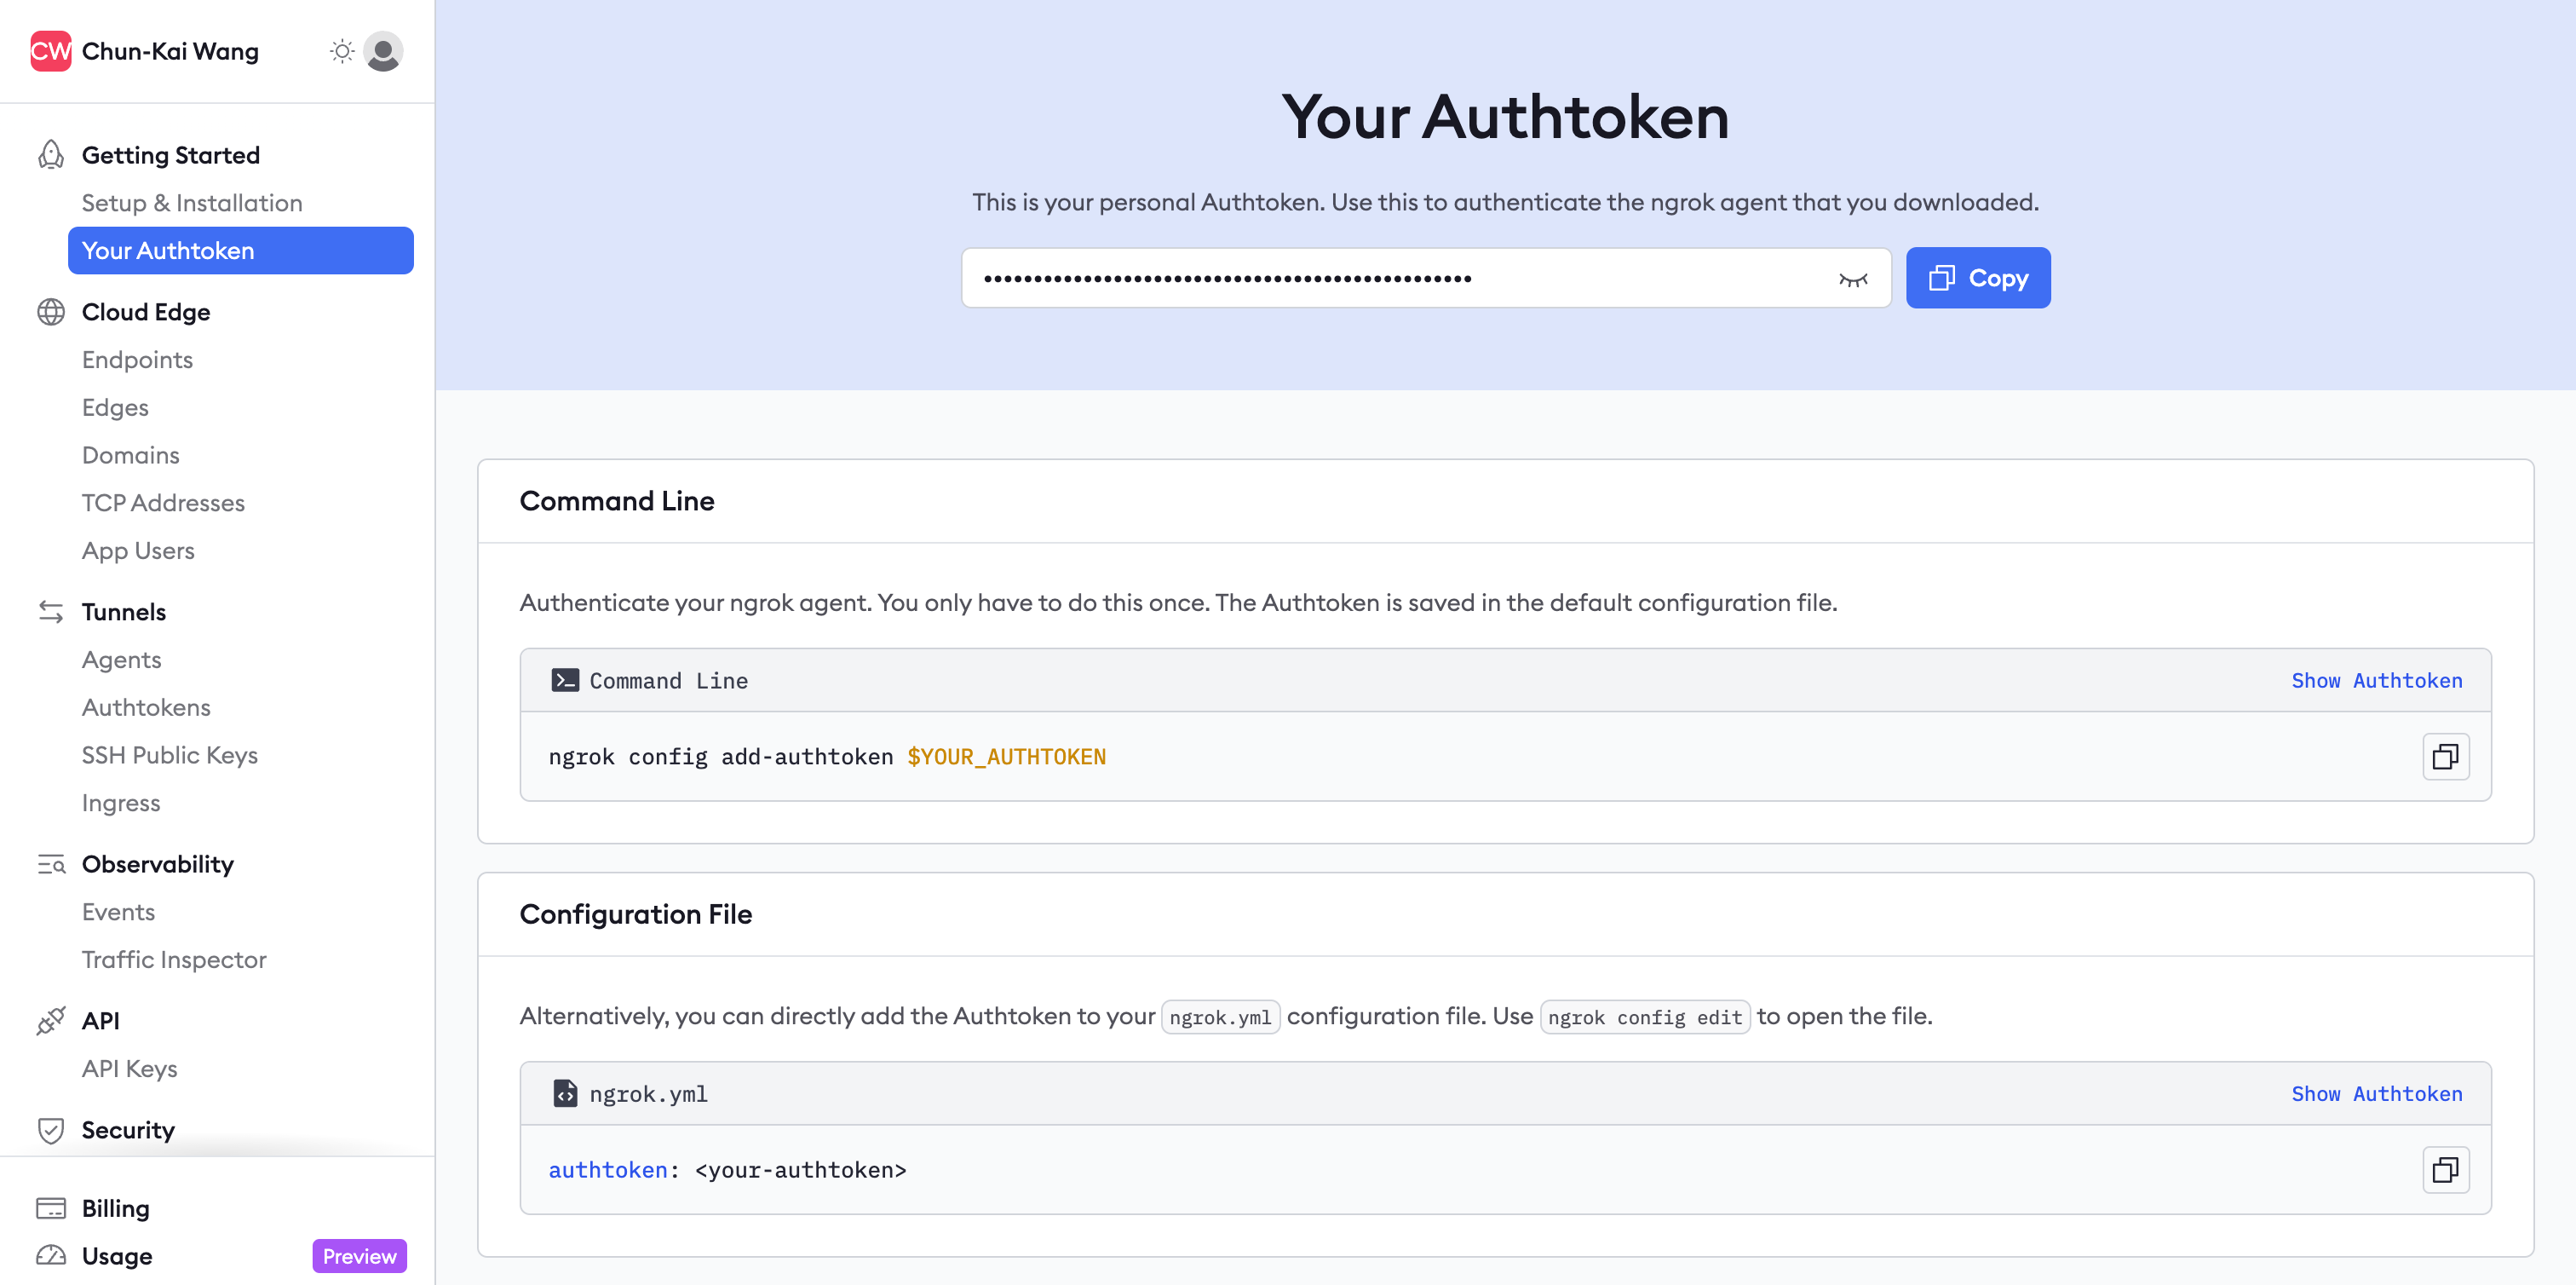 CW Chun-Kai Wang
Getting Started
Setup & Installation
Your Authtoken
Cloud Edge
Endpoints
Edges
Domains
TCP Addresses
App Users
Tunnels
Agents
Authtokens
SSH Public Keys
Ingress
Observability
Events
Traffic Inspector
API
API Keys
Security
Billing
Usage Preview
Your Authtoken
This is your personal Authtoken. Use this to authenticate the ngrok agent that you downloaded.
••••••••••••••••••••••••••••••••••••••••••••••••• Copy
Command Line
Authenticate your ngrok agent. You only have to do this once. The Authtoken is saved in the default configuration file.
Command Line Show Authtoken
ngrok config add-authtoken $YOUR_AUTHTOKEN
Configuration File
Alternatively, you can directly add the Authtoken to your ngrok.yml configuration file. Use ngrok config edit to open the file.
ngrok.yml Show Authtoken
authtoken: <your-authtoken>